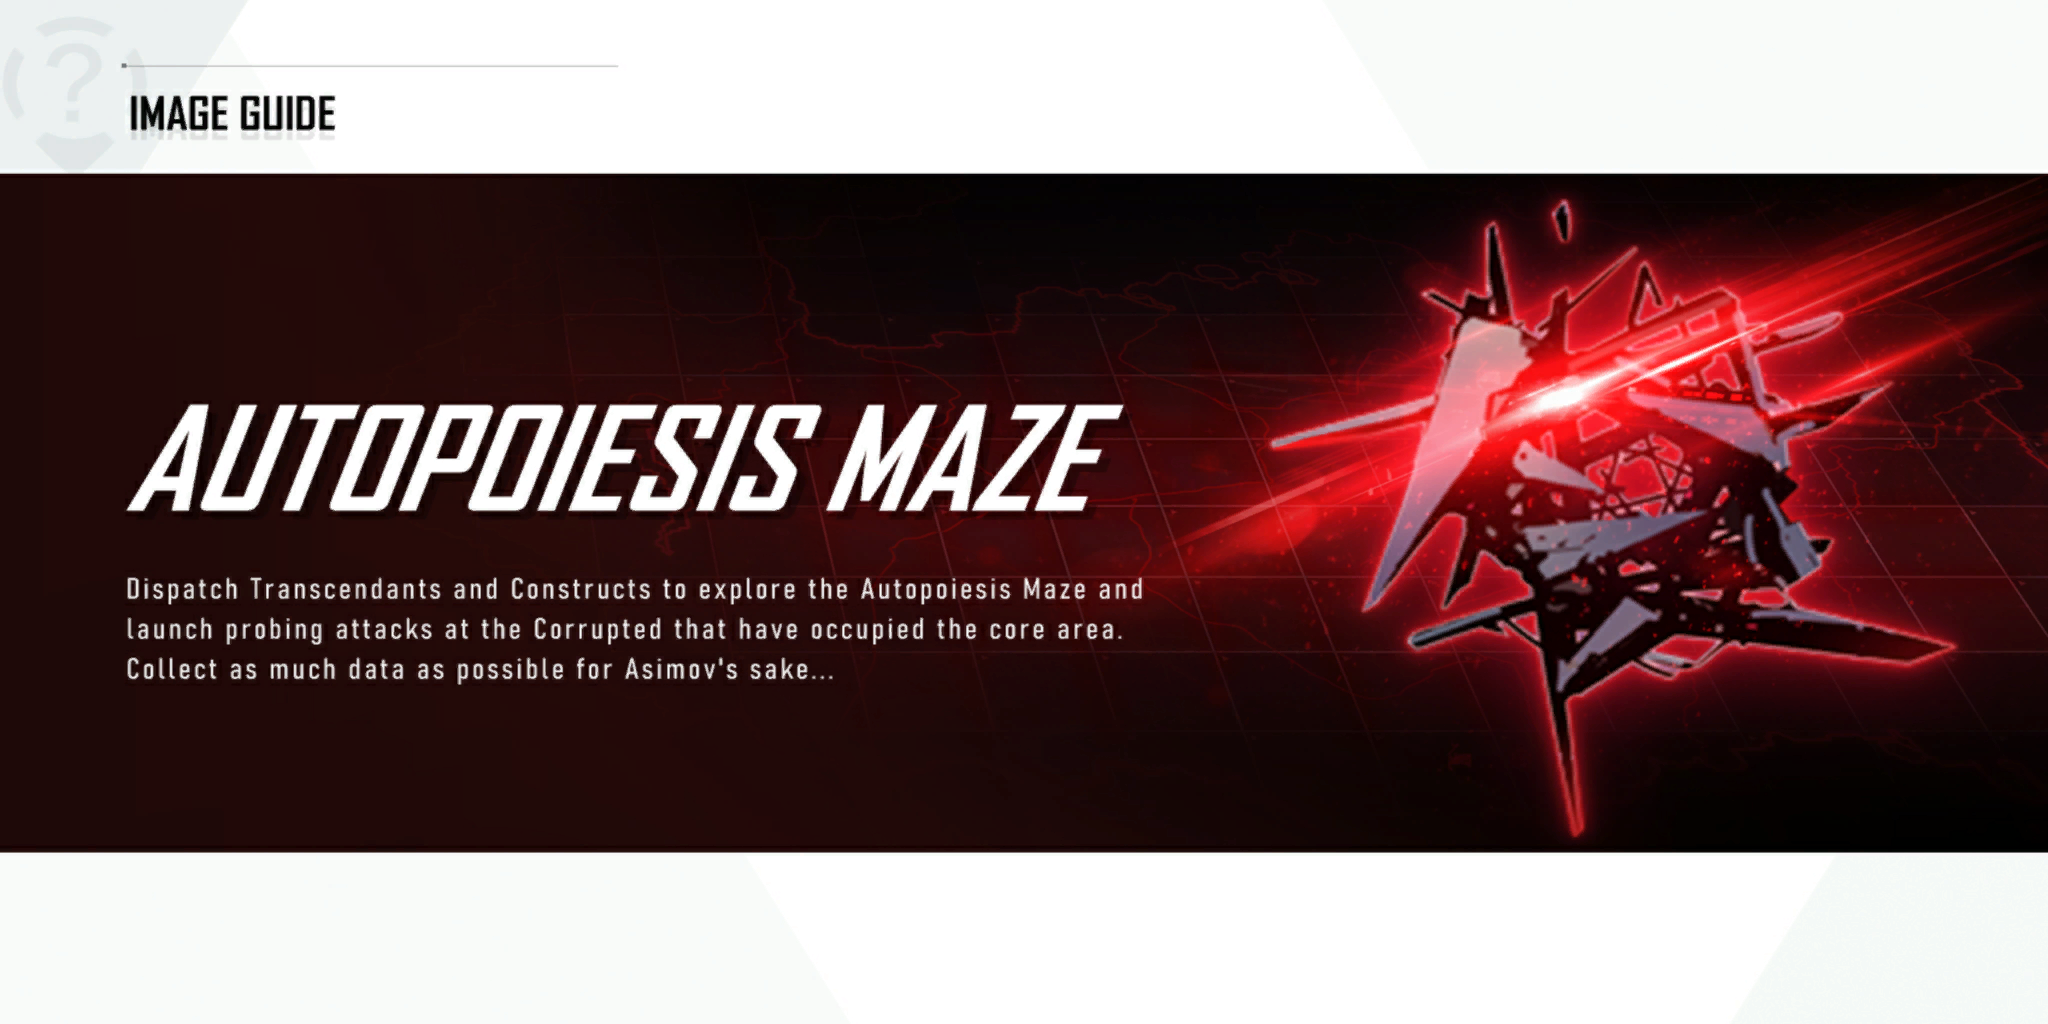 IMAGE GUIDE
AUTOPOIESIS MAZE
Dispatch Transcendants and Constructs to explore the Autopoiesis Maze and
launch probing attacks at the Corrupted that have occupied the core area.
Collect as much data as possible for Asimov's sake...